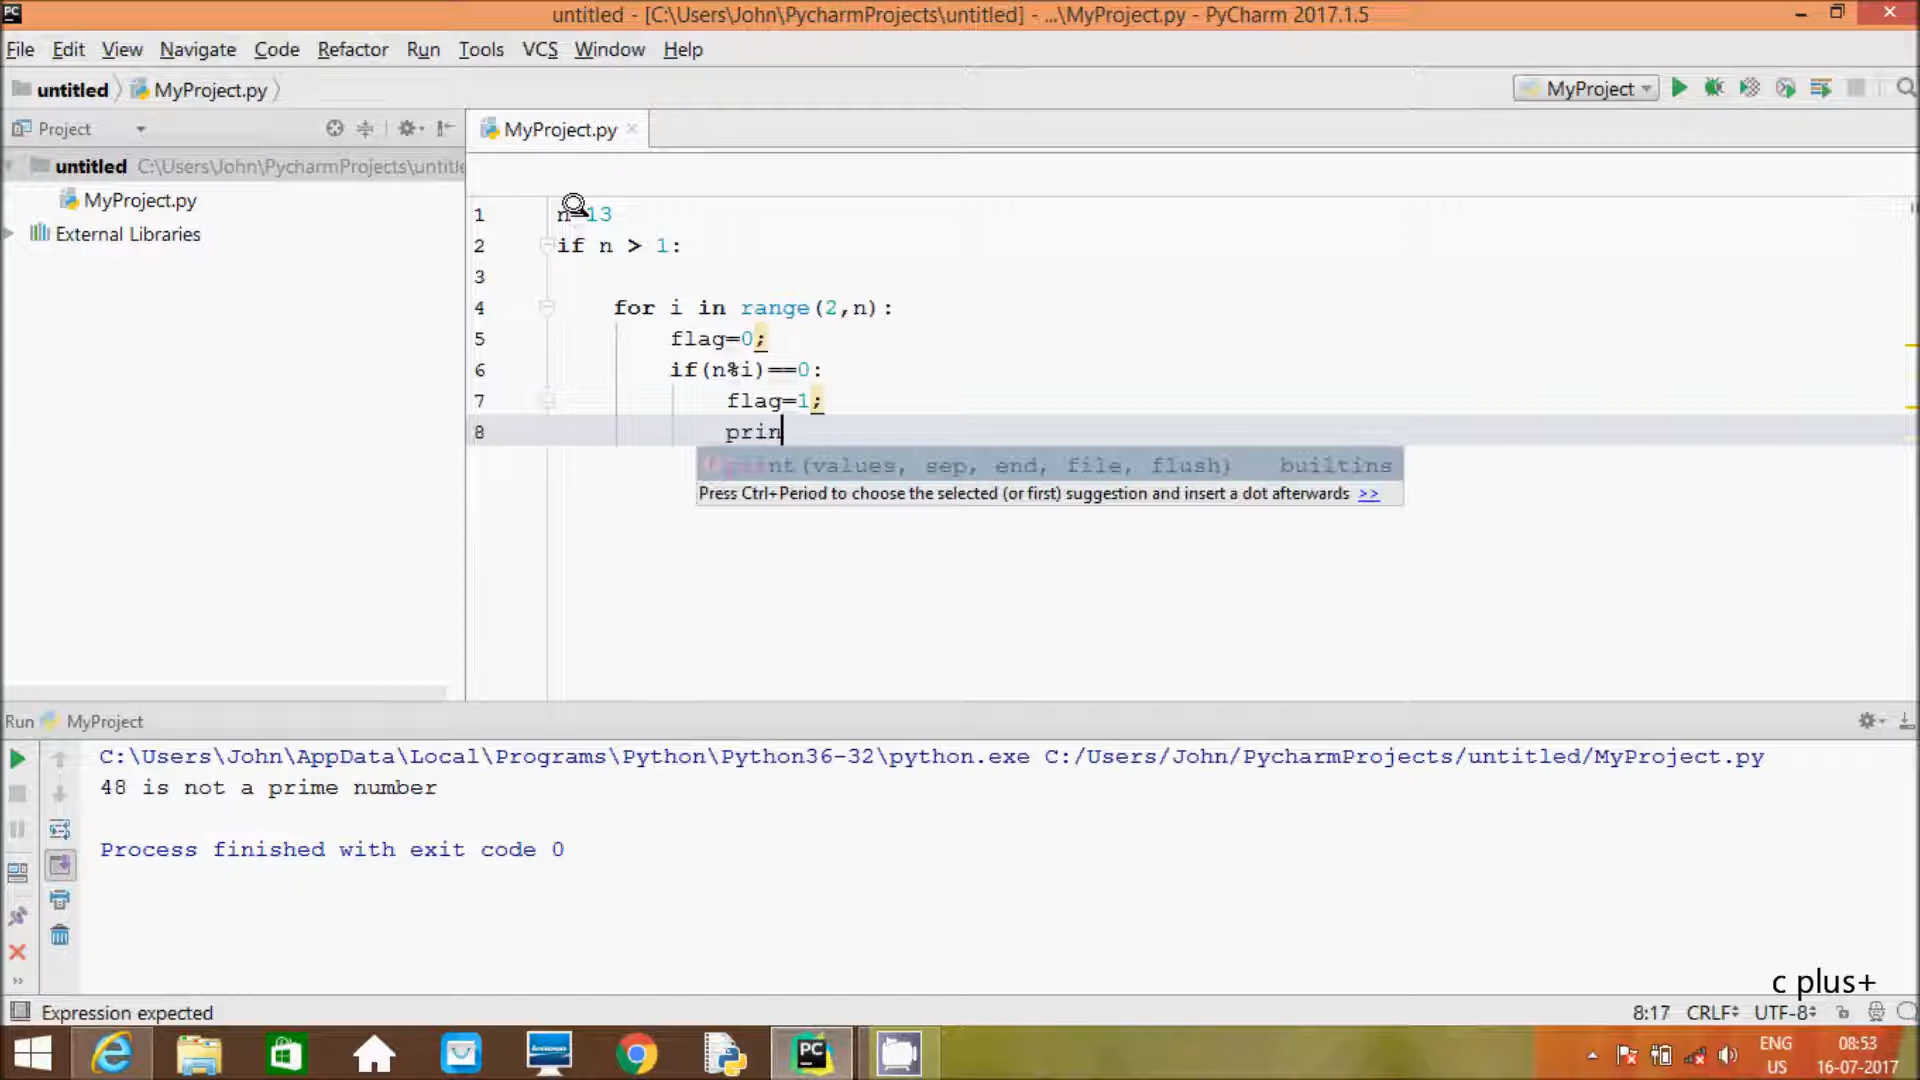 PC
untitled - [C:\Users\John\PycharmProjects\untitled] - ...\MyProject.py - PyCharm 2017.1.5
File Edit View Navigate Code Refactor Run Tools VCS Window Help
untitled MyProject.py MyProject
Project MyProject.py
untitled C:\Users\John\PycharmProjects\untitle
MyProject.py
External Libraries
1 n=13
2 if n > 1:
3
4 for i in range(2,n):
5 flag=0;
6 if(n%i)==0:
7 flag=1;
8 prin
print(values, sep, end, file, flush) builtins
Press Ctrl+Period to choose the selected (or first) suggestion and insert a dot afterwards >>
Run MyProject
C:\Users\John\AppData\Local\Programs\Python\Python36-32\python.exe C:/Users/John/PycharmProjects/untitled/MyProject.py
48 is not a prime number
Process finished with exit code 0
c plus+
Expression expected 8:17 CRLF UTF-8
PC
ENG 08:53
US 16-07-2017